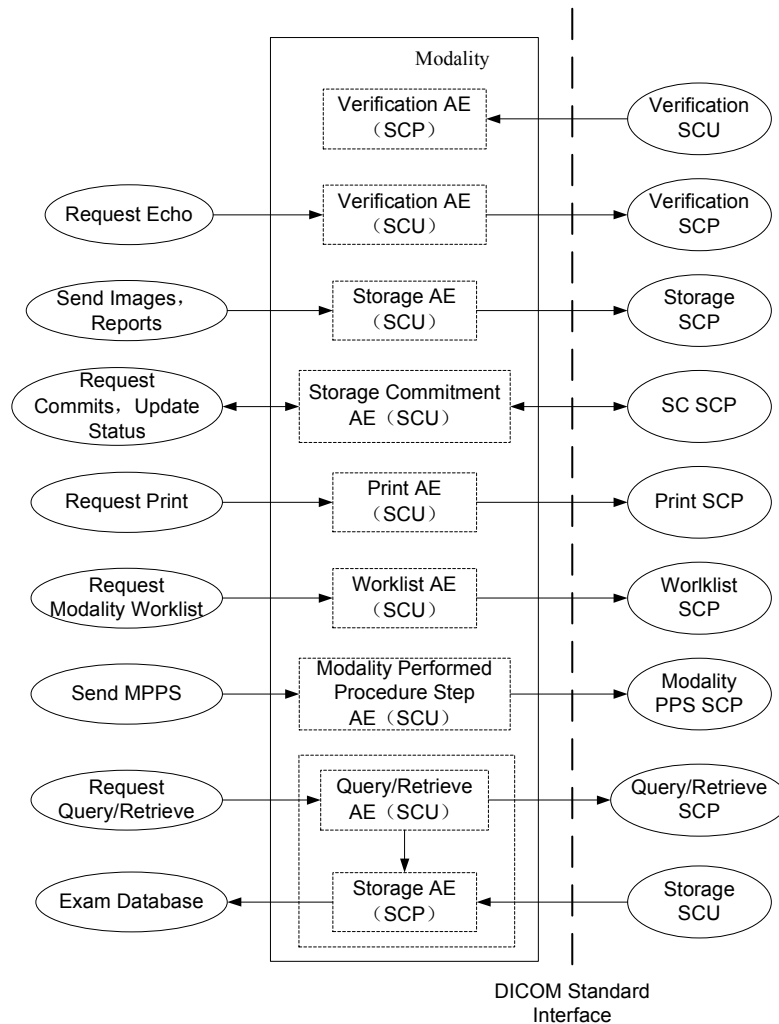 Modality
Verification AE
（SCP）
Verification
SCU
Request Echo
Verification AE
（SCU）
Verification
SCP
Send Images，
Reports
Storage AE
（SCU）
Storage
SCP
Request
Commits，Update
Status
Storage Commitment
AE（SCU）
SC SCP
Request Print
Print AE
（SCU）
Print SCP
Request
Modality Worklist
Worklist AE
（SCU）
Worlklist
SCP
Send MPPS
Modality Performed
Procedure Step
AE（SCU）
Modality
PPS SCP
Request
Query/Retrieve
Query/Retrieve
AE（SCU）
Query/Retrieve
SCP
Exam Database
Storage AE
（SCP）
Storage
SCU
DICOM Standard
Interface